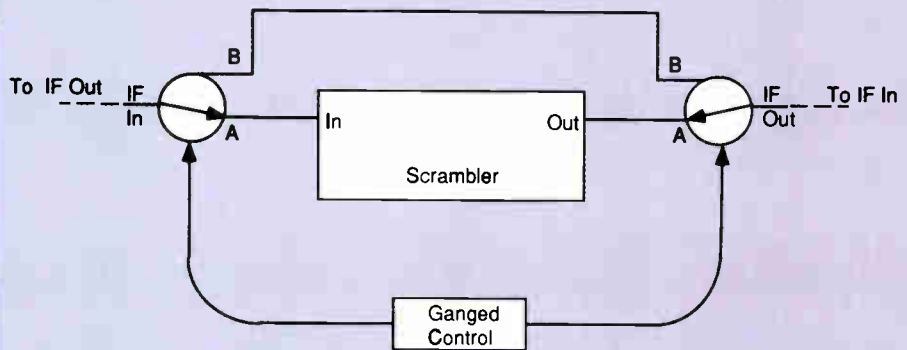 B
B
To IF Out
IF
In
A
In
Out
A
IF
Out
To IF In
Scrambler
Ganged
Control